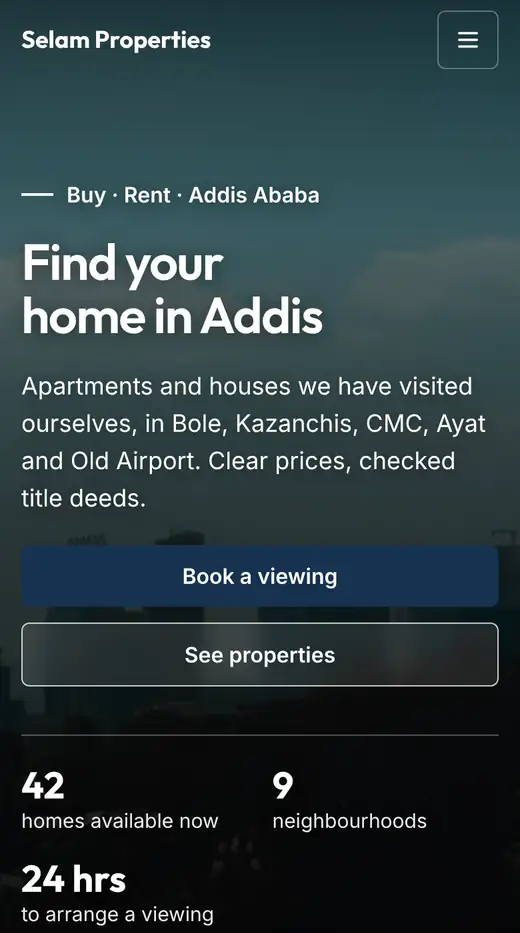 Selam Properties
Buy · Rent · Addis Ababa
Find your
home in Addis
Apartments and houses we have visited
ourselves, in Bole, Kazanchis, CMC, Ayat
and Old Airport. Clear prices, checked
title deeds.
Book a viewing
See properties
42
homes available now
9
neighbourhoods
24 hrs
to arrange a viewing